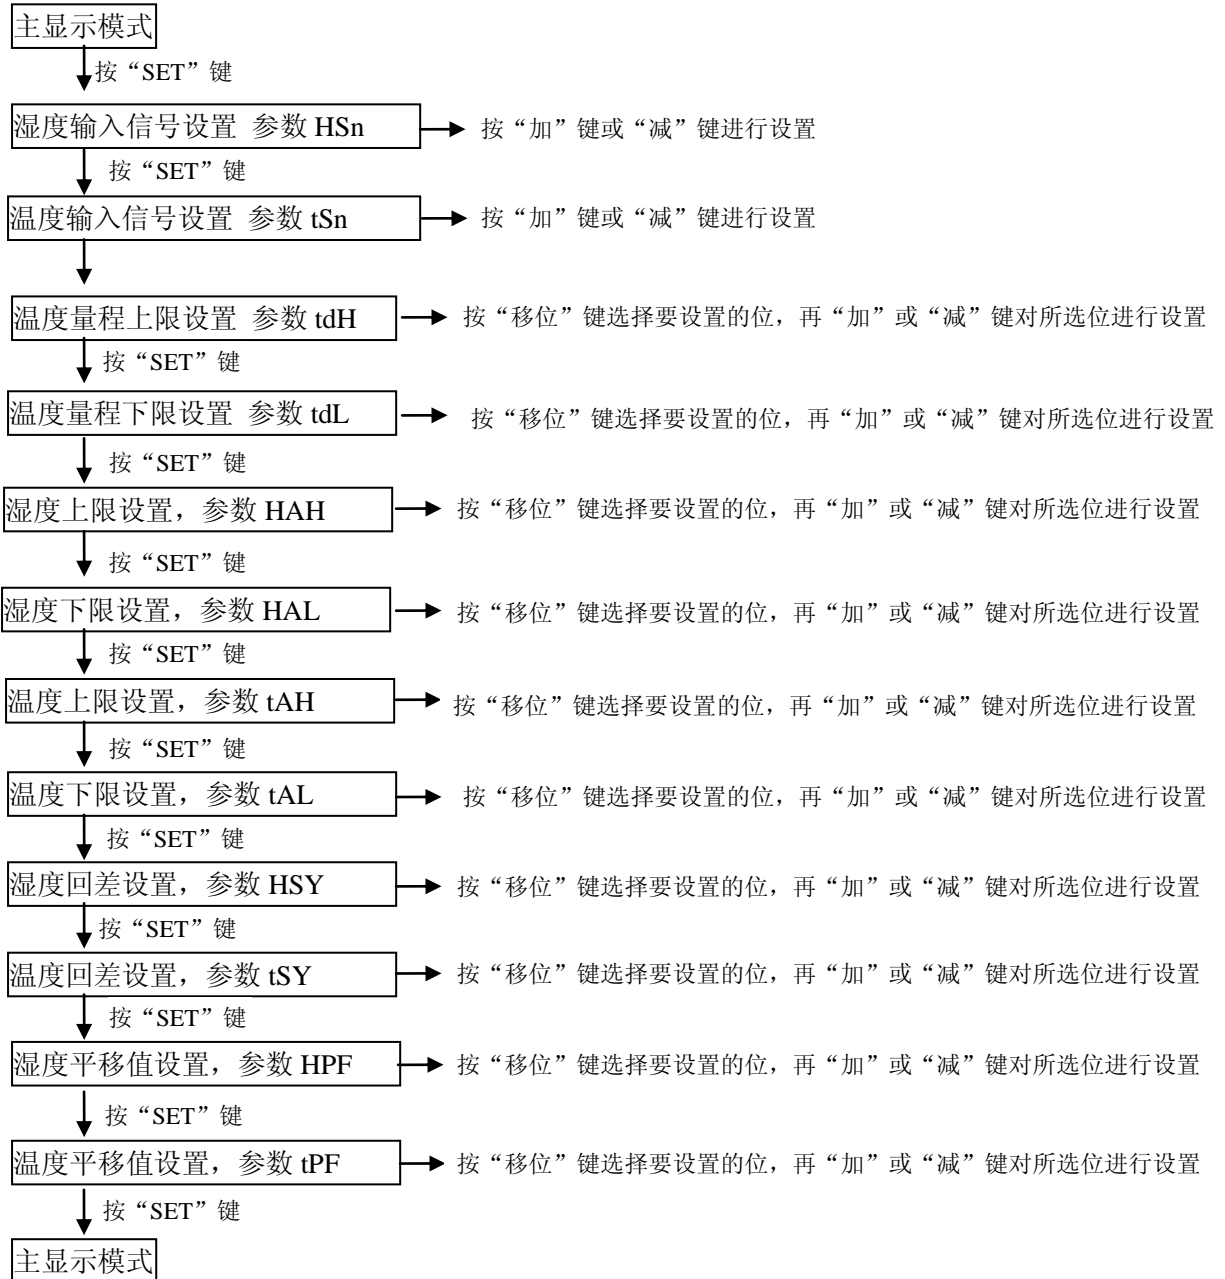 主显示模式
按“SET”键
湿度输入信号设置 参数 HSn 按“加”键或“减”键进行设置
按“SET”键
温度输入信号设置 参数 tSn 按“加”键或“减”键进行设置
温度量程上限设置 参数 tdH 按“移位”键选择要设置的位，再“加”或“减”键对所选位进行设置
按“SET”键
温度量程下限设置 参数 tdL 按“移位”键选择要设置的位，再“加”或“减”键对所选位进行设置
按“SET”键
湿度上限设置，参数 HAH 按“移位”键选择要设置的位，再“加”或“减”键对所选位进行设置
按“SET”键
湿度下限设置，参数 HAL 按“移位”键选择要设置的位，再“加”或“减”键对所选位进行设置
按“SET”键
温度上限设置，参数 tAH 按“移位”键选择要设置的位，再“加”或“减”键对所选位进行设置
按“SET”键
温度下限设置，参数 tAL 按“移位”键选择要设置的位，再“加”或“减”键对所选位进行设置
按“SET”键
湿度回差设置，参数 HSY 按“移位”键选择要设置的位，再“加”或“减”键对所选位进行设置
按“SET”键
温度回差设置，参数 tSY 按“移位”键选择要设置的位，再“加”或“减”键对所选位进行设置
按“SET”键
湿度平移值设置，参数 HPF 按“移位”键选择要设置的位，再“加”或“减”键对所选位进行设置
按“SET”键
温度平移值设置，参数 tPF 按“移位”键选择要设置的位，再“加”或“减”键对所选位进行设置
按“SET”键
主显示模式